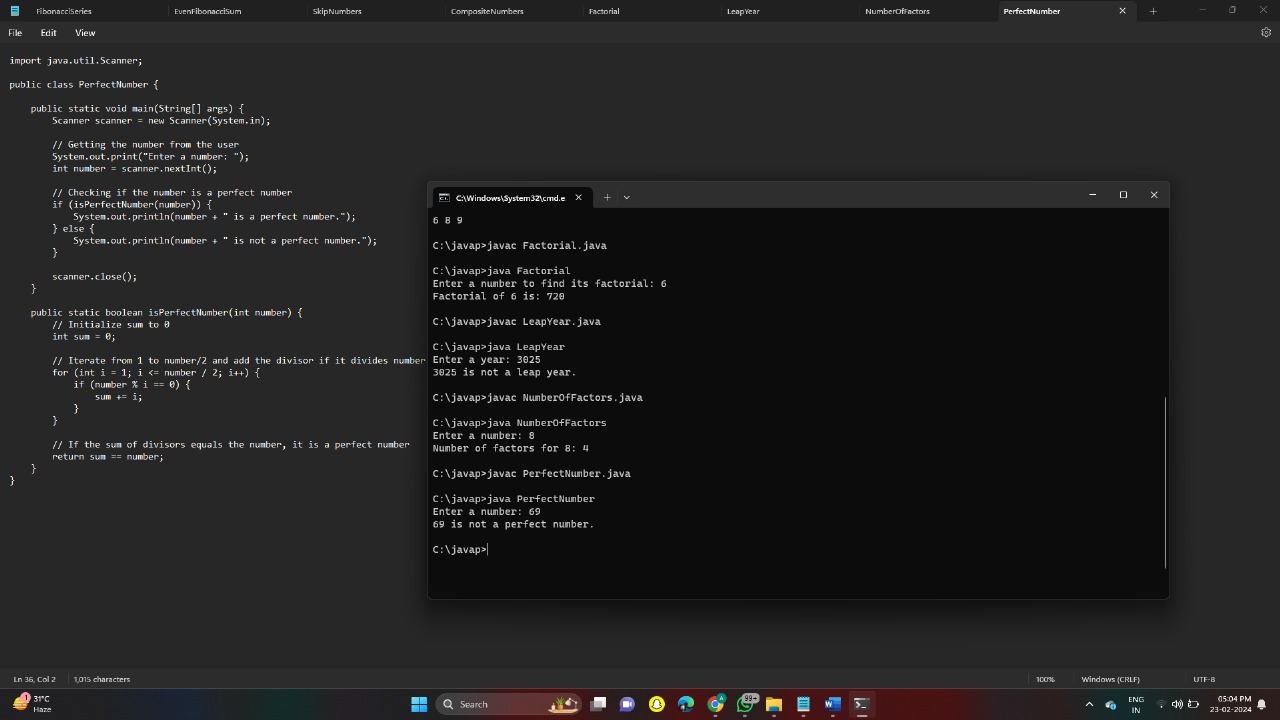 FibonacciSeries
EvenFibonacciSum
SkipNumbers
CompositeNumbers
Factorial
LeapYear
NumberOfFactors
PerfectNumber
File Edit View
import java.util.Scanner;
public class PerfectNumber {
public static void main(String[] args) {
Scanner scanner = new Scanner(System.in);
// Getting the number from the user
System.out.print("Enter a number: ");
int number = scanner.nextInt();
// Checking if the number is a perfect number
if (isPerfectNumber(number)) {
System.out.println(number + " is a perfect number.");
} else {
System.out.println(number + " is not a perfect number.");
}
scanner.close();
}
public static boolean isPerfectNumber(int number) {
// Initialize sum to 0
int sum = 0;
// Iterate from 1 to number/2 and add the divisor if it divides number
for (int i = 1; i <= number / 2; i++) {
if (number % i == 0) {
sum += i;
}
}
// If the sum of divisors equals the number, it is a perfect number
return sum == number;
}
}
C:\Windows\System32\cmd.e
6 8 9
C:\javap>javac Factorial.java
C:\javap>java Factorial
Enter a number to find its factorial: 6
Factorial of 6 is: 720
C:\javap>javac LeapYear.java
C:\javap>java LeapYear
Enter a year: 3025
3025 is not a leap year.
C:\javap>javac NumberOfFactors.java
C:\javap>java NumberOfFactors
Enter a number: 8
Number of factors for 8: 4
C:\javap>javac PerfectNumber.java
C:\javap>java PerfectNumber
Enter a number: 69
69 is not a perfect number.
C:\javap>
Ln 36, Col 2
1,015 characters
100%
Windows (CRLF)
UTF-8
1
31°C
Haze
Search
99+
ENG
IN
05:04 PM
23-02-2024